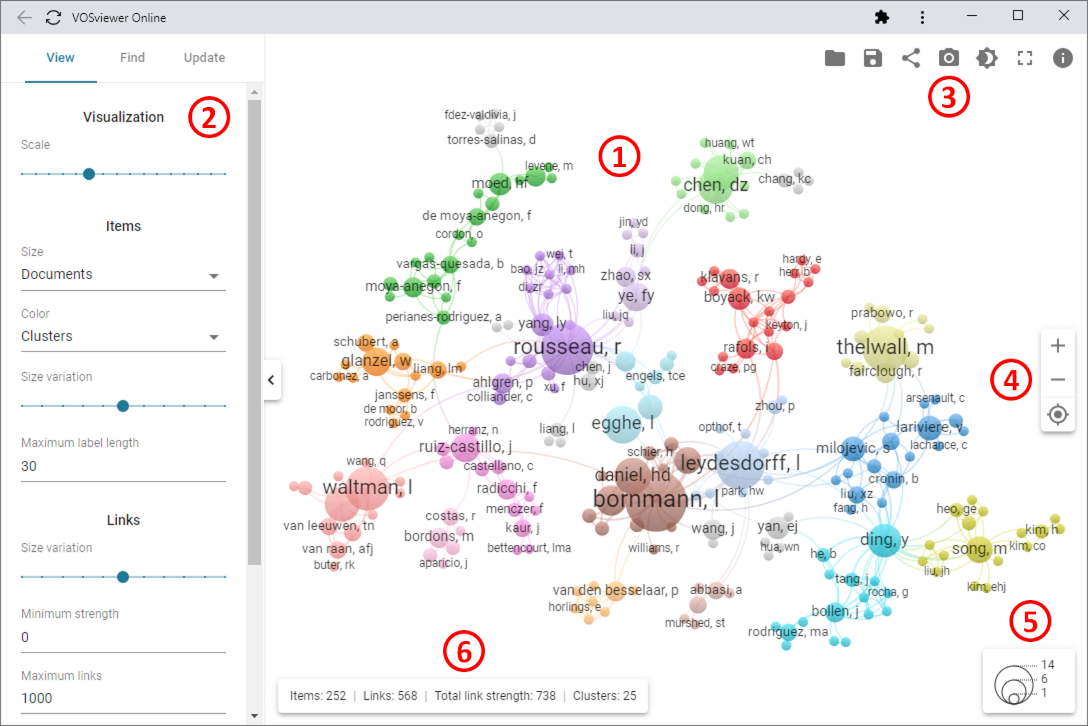 VOSviewer Online
View
Find
Update
Visualization
2
Scale
Items
Size
Documents
Color
Clusters
Size variation
Maximum label length
30
Links
Size variation
Minimum strength
0
Maximum links
1000
3
1
fdez-valdivia, j
torres-salinas, d
levene, m
moed, hf
de moya-anegon, f
cordon, o
vargas-quesada, b
moya-anegon, f
perianes-rodriguez, a
huang, wt
kuan, ch
chang, kc
chen, dz
dong, hr
jin, yd
li, j
wei, t
bao, jz
li, mh
di, zr
zhao, sx
ye, fy
liu, jq
yang, ly
rousseau, r
chen, j
hu, xj
xu, f
ahlgren, p
colliander, c
engels, tce
hardy, e
herr, b
klavans, r
boyack, kw
keyton, j
rafols, i
craze, pg
zhou, p
prabowo, r
thelwall, m
fairclough, r
schubert, a
glanzel, w
carbonez, a
liang, lm
janssens, f
de moor, b
rodriguez, v
herranz, n
ruiz-castillo, j
castellano, c
radicchi, f
menczer, f
kaur, j
bettencourt, lma
liang, l
egghe, l
opthof, t
schier, h
leydesdorff, l
daniel, hd
bornmann, l
park, hw
williams, r
wang, j
yan, ej
hua, wn
wang, q
waltman, l
van leeuwen, tn
van raan, afj
buter, rk
costas, r
bordons, m
aparicio, j
arsenault, c
lariviere, v
lachance, c
milojevic, s
cronin, b
liu, xz
fang, h
heo, ge
kim, h
kim, co
song, m
liu, jh
kim, ehj
ding, y
he, b
tang, j
rocha, g
bollen, j
rodriguez, ma
van den besselaar, p
horlings, e
abbasi, a
murshed, st
4
5
14
6
1
6
Items: 252 | Links: 568 | Total link strength: 738 | Clusters: 25